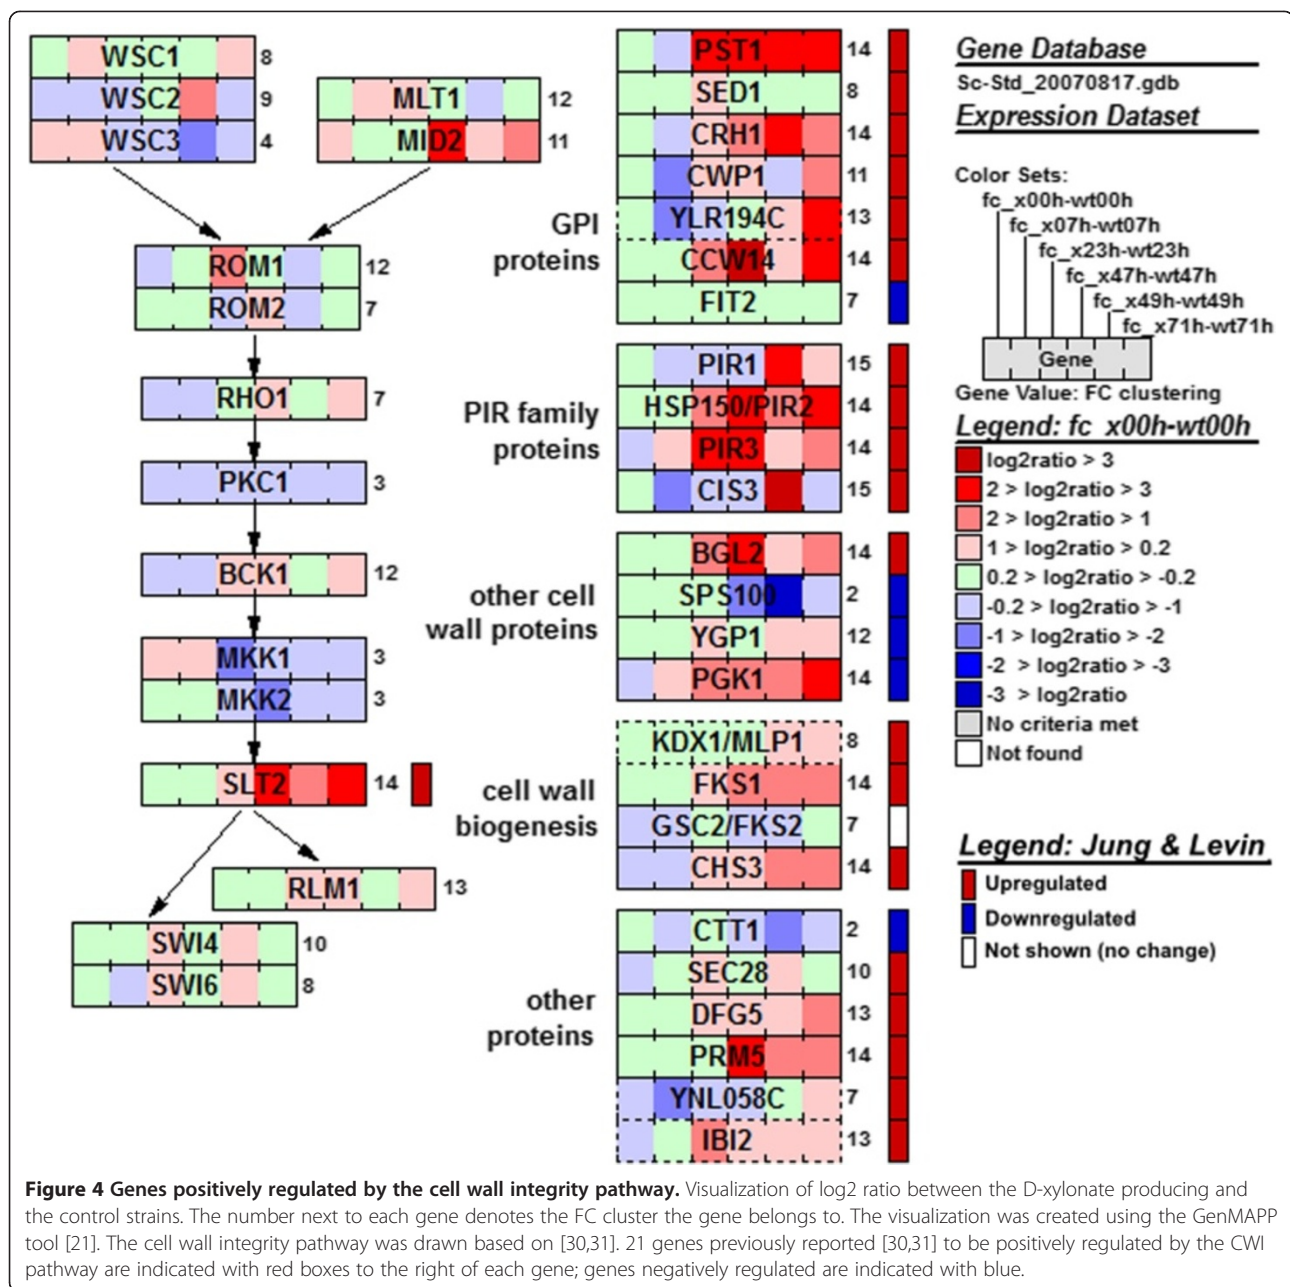 WSC1 8
WSC2 9
WSC3 4
MLT1 12
MID2 11
ROM1 12
ROM2 7
RHO1 7
PKC1 3
BCK1 12
MKK1 3
MKK2 3
SLT2 14
RLM1 13
SWI4 10
SWI6 8
GPI
proteins
PST1 14
SED1 8
CRH1 14
CWP1 11
YLR194C 13
CCW14 14
FIT2 7
PIR family
proteins
PIR1 15
HSP150/PIR2 14
PIR3 14
CIS3 15
other cell
wall proteins
BGL2 14
SPS100 2
YGP1 12
PGK1 14
cell wall
biogenesis
KDX1/MLP1 8
FKS1 14
GSC2/FKS2 7
CHS3 14
other
proteins
CTT1 2
SEC28 10
DFG5 13
PRM5 14
YNL058C 7
IBI2 13
Gene Database
Sc-Std_20070817.gdb
Expression Dataset
Color Sets:
fc_x00h-wt00h
fc_x07h-wt07h
fc_x23h-wt23h
fc_x47h-wt47h
fc_x49h-wt49h
fc_x71h-wt71h
Gene
Gene Value: FC clustering
Legend: fc_x00h-wt00h
log2ratio > 3
2 > log2ratio > 3
2 > log2ratio > 1
1 > log2ratio > 0.2
0.2 > log2ratio > -0.2
-0.2 > log2ratio > -1
-1 > log2ratio > -2
-2 > log2ratio > -3
-3 > log2ratio
No criteria met
Not found
Legend: Jung & Levin
Upregulated
Downregulated
Not shown (no change)
Figure 4 Genes positively regulated by the cell wall integrity pathway. Visualization of log2 ratio between the D-xylonate producing and
the control strains. The number next to each gene denotes the FC cluster the gene belongs to. The visualization was created using the GenMAPP
tool [21]. The cell wall integrity pathway was drawn based on [30,31]. 21 genes previously reported [30,31] to be positively regulated by the CWI
pathway are indicated with red boxes to the right of each gene; genes negatively regulated are indicated with blue.